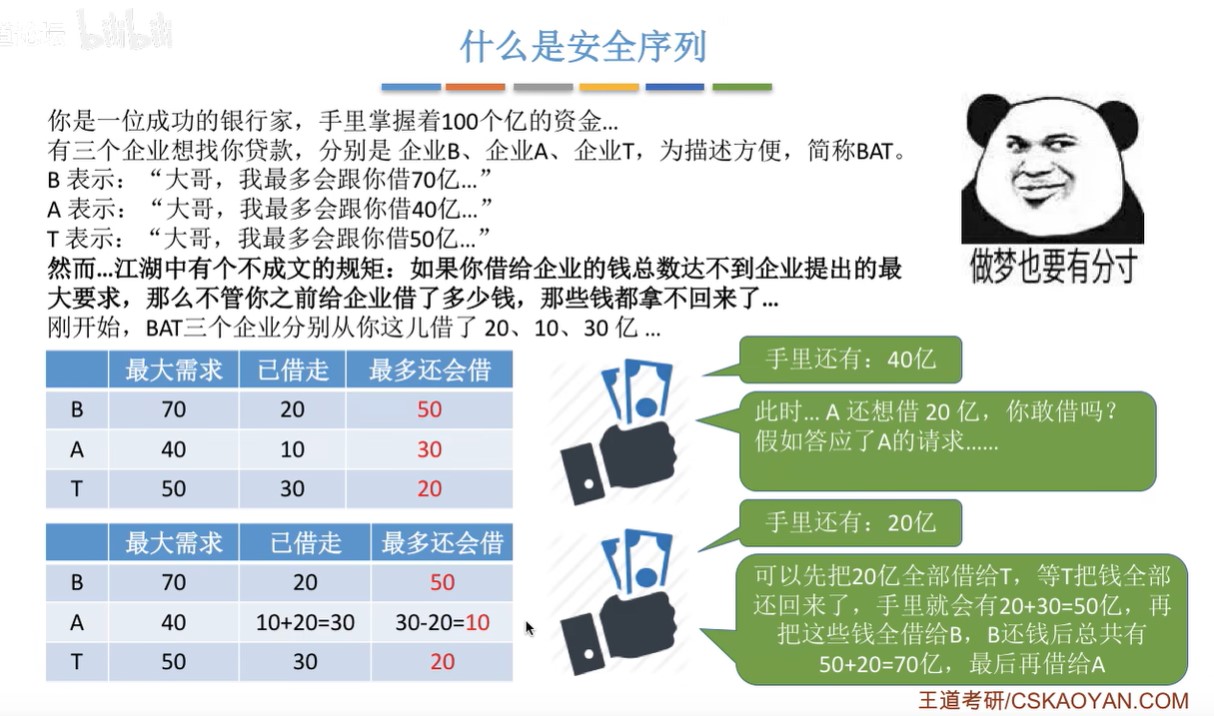 bilibili
什么是安全序列
你是一位成功的银行家，手里掌握着100个亿的资金...
有三个企业想找你贷款，分别是 企业B、企业A、企业T，为描述方便，简称BAT。
B 表示：“大哥，我最多会跟你借70亿...”
A 表示：“大哥，我最多会跟你借40亿...”
T 表示：“大哥，我最多会跟你借50亿...”
然而...江湖中有个不成文的规矩：如果你借给企业的钱总数达不到企业提出的最
大要求，那么不管你之前给企业借了多少钱，那些钱都拿不回来了...
刚开始，BAT三个企业分别从你这儿借了 20、10、30 亿 ...
做梦也要有分寸
最大需求 已借走 最多还会借
B 70 20 50
A 40 10 30
T 50 30 20
手里还有：40亿
此时... A 还想借 20 亿，你敢借吗？
假如答应了A的请求......
最大需求 已借走 最多还会借
B 70 20 50
A 40 10+20=30 30-20=10
T 50 30 20
手里还有：20亿
可以先把20亿全部借给T，等T把钱全部
还回来了，手里就会有20+30=50亿，再
把这些钱全借给B，B还钱后总共有
50+20=70亿，最后再借给A
王道考研/CSKAOYAN.COM